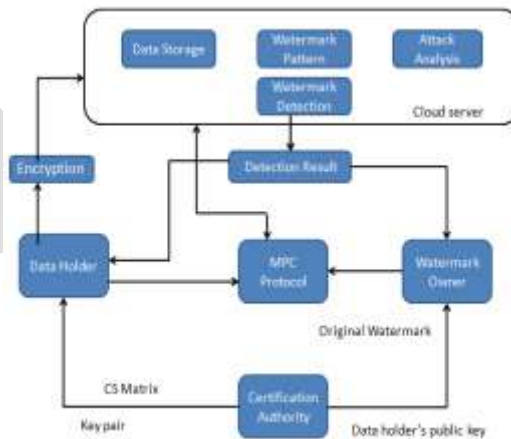 Data Storage
Watermark
Pattern
Attack
Analysis
Watermark
Detection
Cloud server
Encryption
Detection Result
Data Holder
MPC
Protocol
Watermark
Owner
Original Watermark
CS Matrix
Certification
Authority
Key pair
Data holder's public key